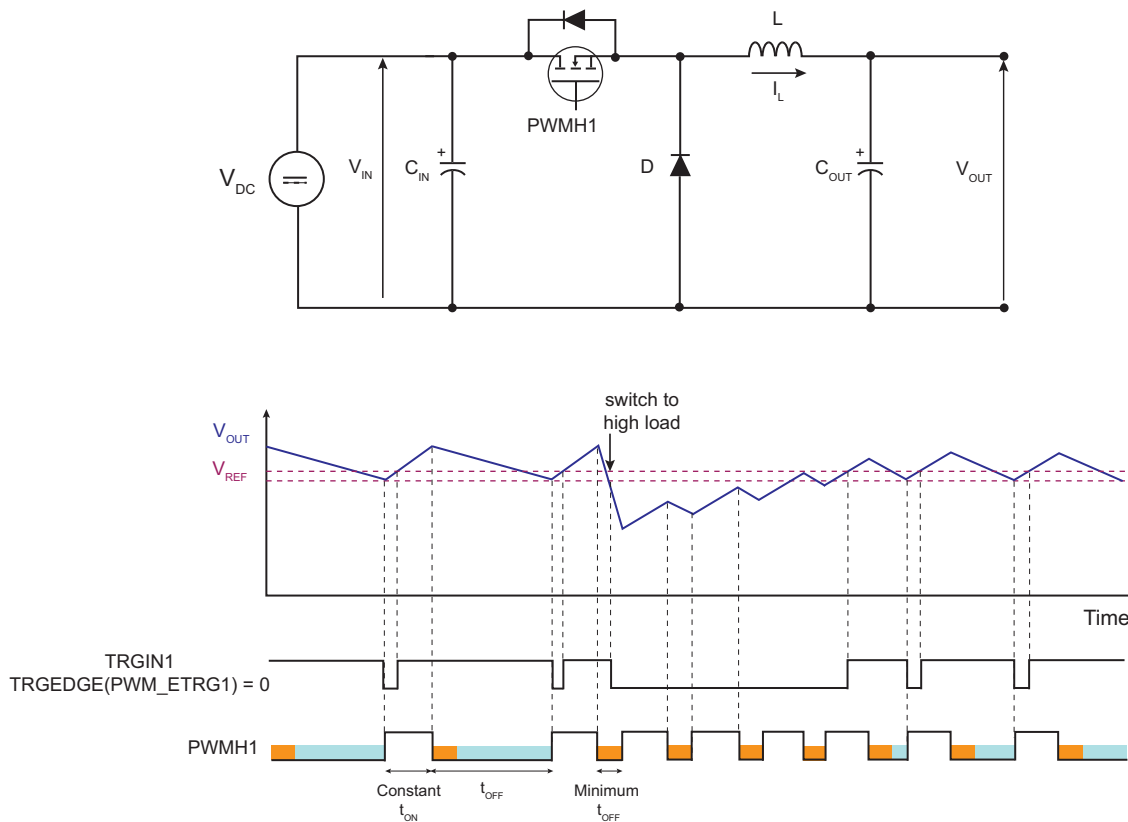 L
I_L
PWMH1
V_DC
V_IN
+
C_IN
D
+
C_OUT
V_OUT
switch to
high load
V_OUT
V_REF
Time
TRGIN1
TRGEDGE(PWM_ETRG1) = 0
PWMH1
Constant
t_ON
t_OFF
Minimum
t_OFF